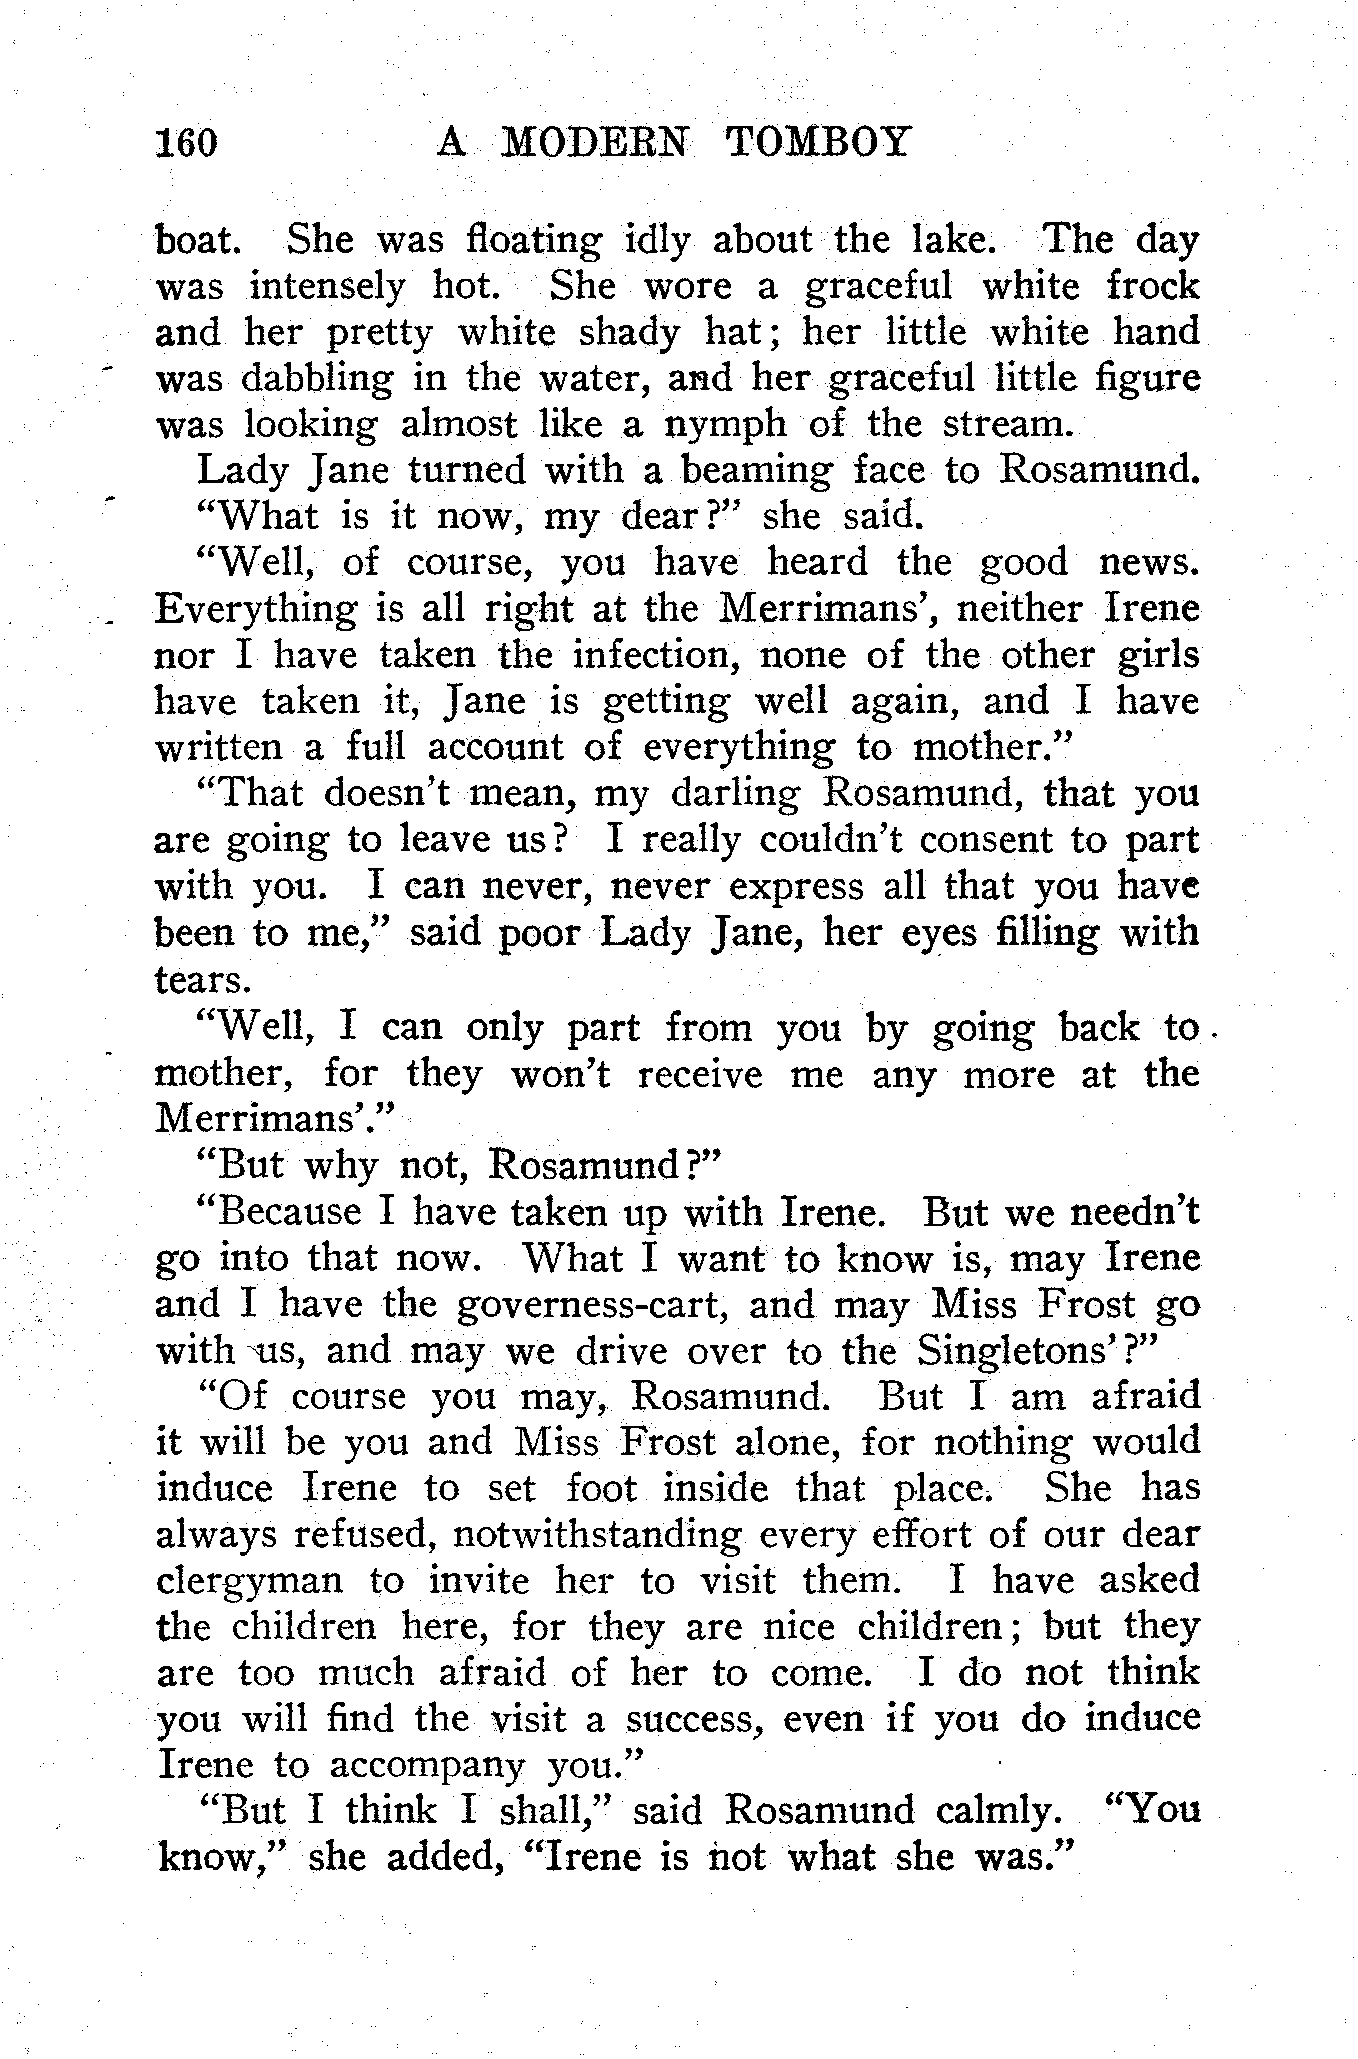 160 A MODERN TOMBOY
boat. She was floating idly about the lake. The day
was intensely hot. She wore a graceful white frock
and her pretty white shady hat; her little white hand
was dabbling in the water, and her graceful little figure
was looking almost like a nymph of the stream.
Lady Jane turned with a beaming face to Rosamund.
“What is it now, my dear?” she said.
“Well, of course, you have heard the good news.
Everything is all right at the Merrimans’, neither Irene
nor I have taken the infection, none of the other girls
have taken it, Jane is getting well again, and I have
written a full account of everything to mother.”
“That doesn’t mean, my darling Rosamund, that you
are going to leave us? I really couldn’t consent to part
with you. I can never, never express all that you have
been to me,” said poor Lady Jane, her eyes filling with
tears.
“Well, I can only part from you by going back to
mother, for they won’t receive me any more at the
Merrimans’.”
“But why not, Rosamund?”
“Because I have taken up with Irene. But we needn’t
go into that now. What I want to know is, may Irene
and I have the governess-cart, and may Miss Frost go
with us, and may we drive over to the Singletons’?”
“Of course you may, Rosamund. But I am afraid
it will be you and Miss Frost alone, for nothing would
induce Irene to set foot inside that place. She has
always refused, notwithstanding every effort of our dear
clergyman to invite her to visit them. I have asked
the children here, for they are nice children; but they
are too much afraid of her to come. I do not think
you will find the visit a success, even if you do induce
Irene to accompany you.”
“But I think I shall,” said Rosamund calmly. “You
know,” she added, “Irene is not what she was.”